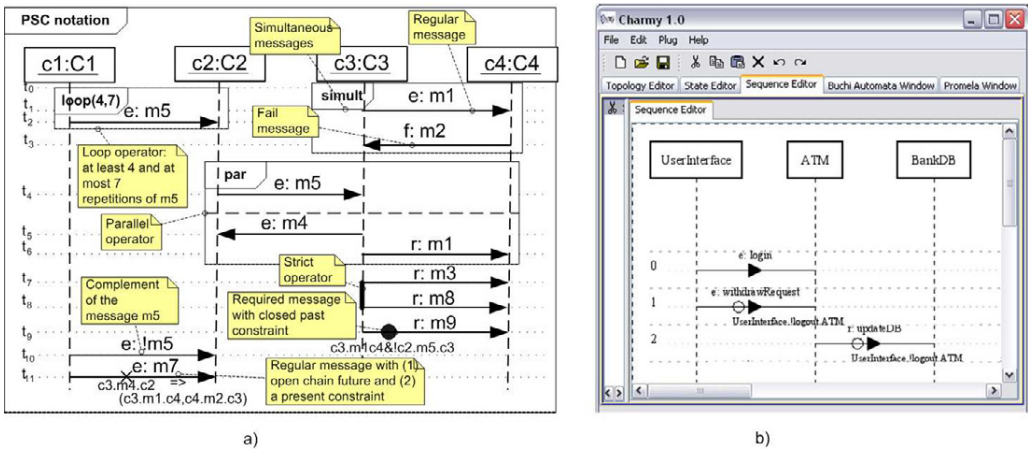 PSC notation
Simultaneous
messages
Regular
message
c1:C1
c2:C2
c3:C3
c4:C4
t0
t1
t2
t3
loop(4,7)
e: m5
simult
e: m1
Fail
message
f: m2
Loop operator:
at least 4 and at
most 7
repetitions of m5
par
t4
e: m5
Parallel
operator
e: m4
t5
t6
r: m1
Strict
operator
t7
r: m3
t8
r: m8
Complement
of the
message m5
Required message
with closed past
constraint
t9
r: m9
c3.m1c4&!c2.m5.c3
t10
e: !m5
t11
e: m7
c3.m4.c2 =>
(c3.m1.c4,c4.m2.c3)
Regular message with (1)
open chain future and (2)
a present constraint
a)
Charmy 1.0
File Edit Plug Help
Topology Editor State Editor Sequence Editor Buchi Automata Window Promela Window
Sequence Editor
UserInterface
ATM
BankDB
0
e: login
1
e: withdrawRequest
UserInterface.!logout.ATM
2
r: updateDB
UserInterface.!logout.ATM
b)